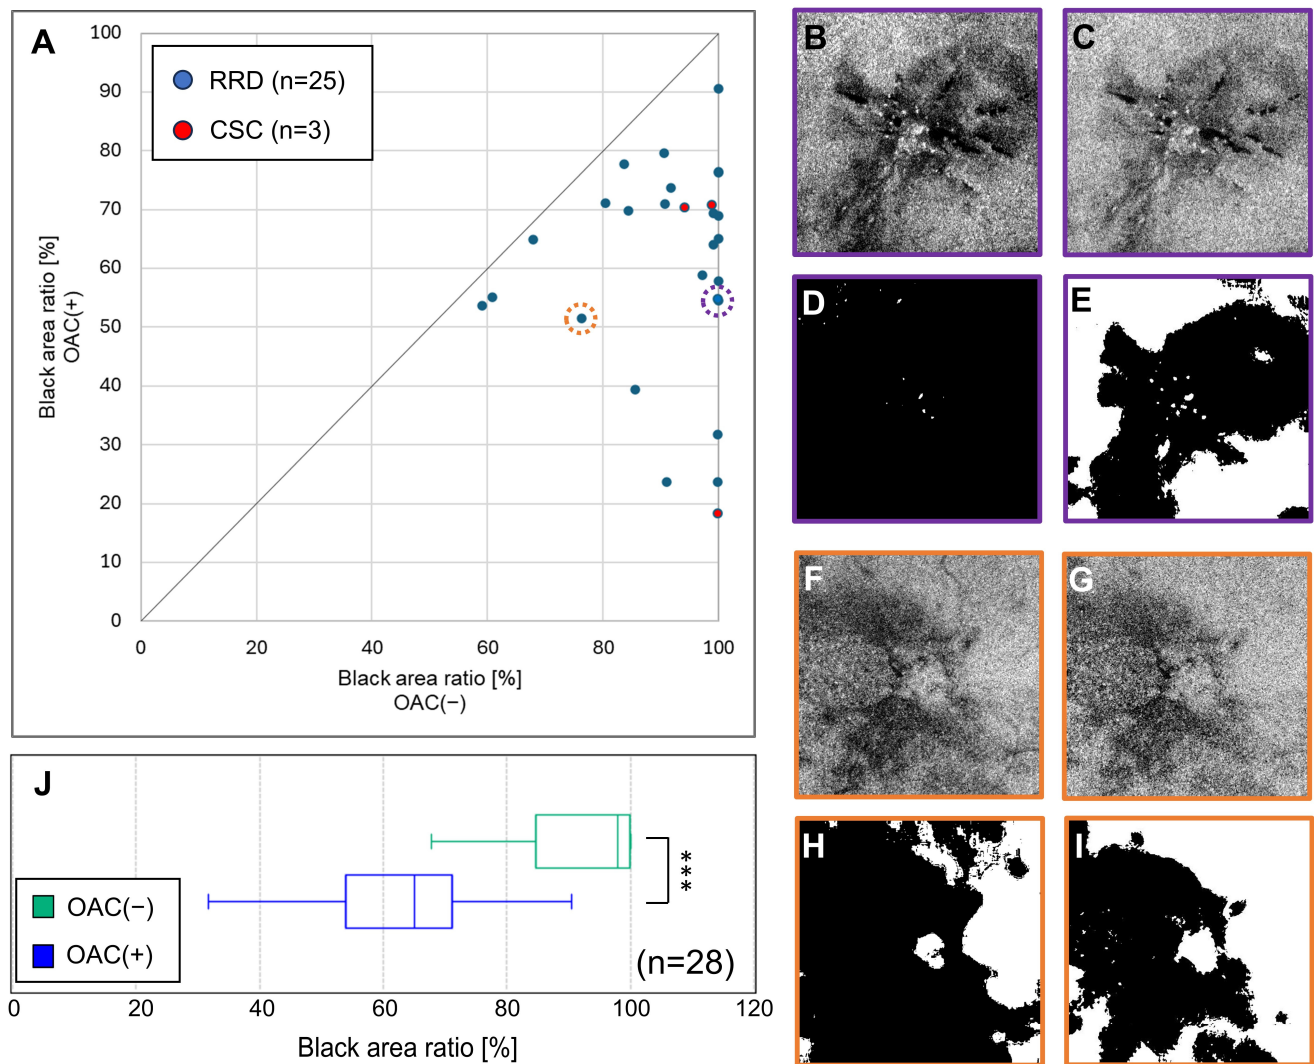 A
RRD (n=25)
CSC (n=3)
100
90
80
70
60
50
40
30
20
10
0
Black area ratio [%]
OAC(+)
0
20
40
60
80
100
Black area ratio [%]
OAC(−)
B
C
D
E
F
G
H
I
J
***
OAC(−)
OAC(+)
(n=28)
0
20
40
60
80
100
120
Black area ratio [%]